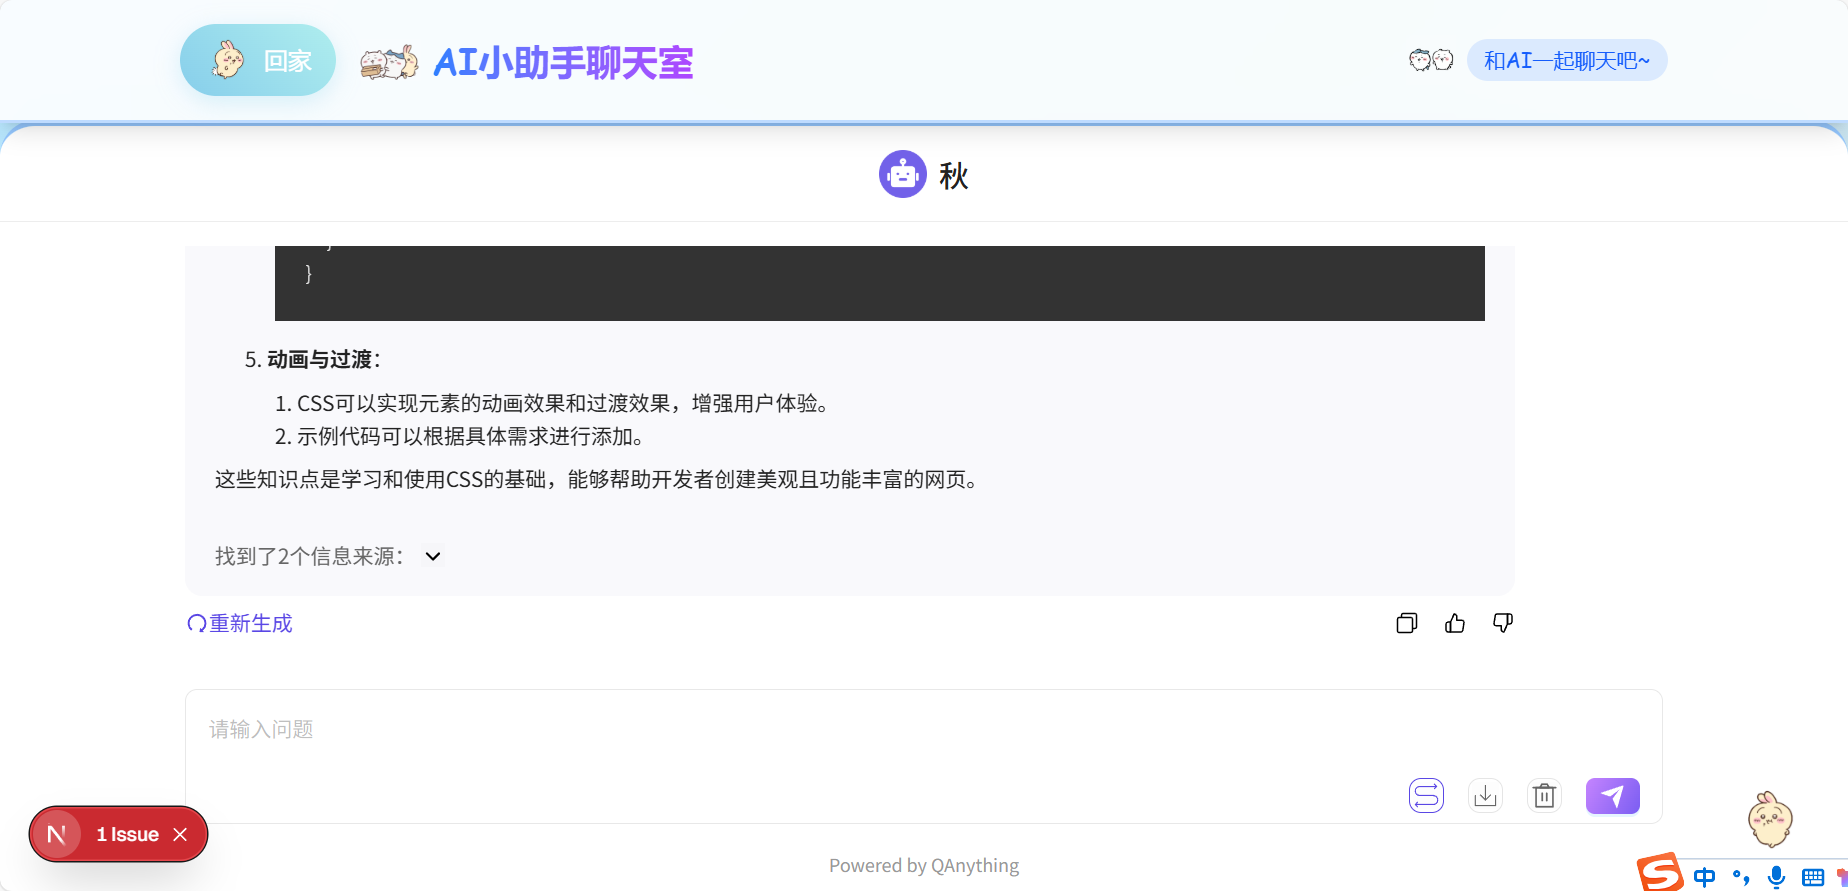 回家
AI小助手聊天室
和AI一起聊天吧~
秋
}
}
5. 动画与过渡：
1. CSS可以实现元素的动画效果和过渡效果，增强用户体验。
2. 示例代码可以根据具体需求进行添加。
这些知识点是学习和使用CSS的基础，能够帮助开发者创建美观且功能丰富的网页。
找到了2个信息来源：
重新生成
请输入问题
N 1 Issue
Powered by QAnything
S 中